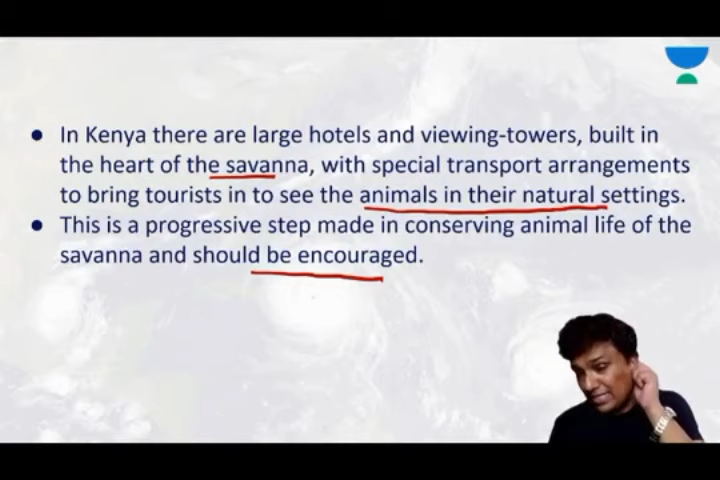 ● In Kenya there are large hotels and viewing-towers, built in
the heart of the savanna, with special transport arrangements
to bring tourists in to see the animals in their natural settings.
● This is a progressive step made in conserving animal life of the
savanna and should be encouraged.